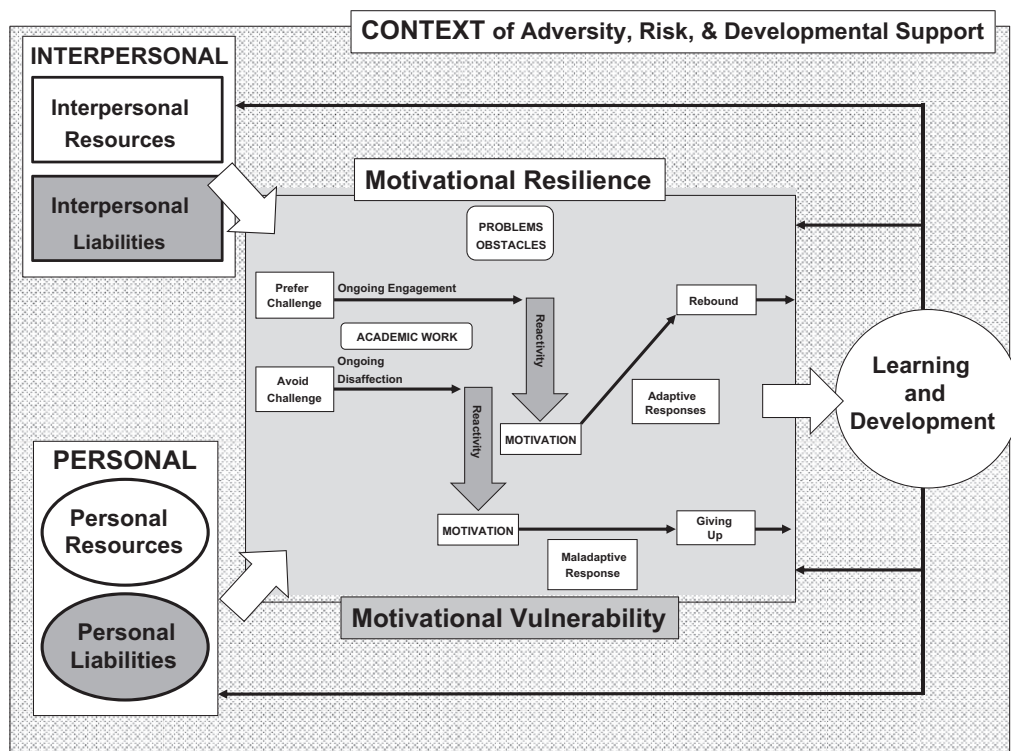 CONTEXT of Adversity, Risk, & Developmental Support
INTERPERSONAL
Interpersonal
Resources
Interpersonal
Liabilities
Motivational Resilience
PROBLEMS
OBSTACLES
Prefer
Challenge
Ongoing Engagement
Reactivity
Rebound
ACADEMIC WORK
Ongoing
Disaffection
Avoid
Challenge
Reactivity
Adaptive
Responses
MOTIVATION
Learning
and
Development
PERSONAL
Personal
Resources
Personal
Liabilities
MOTIVATION
Giving
Up
Maladaptive
Response
Motivational Vulnerability